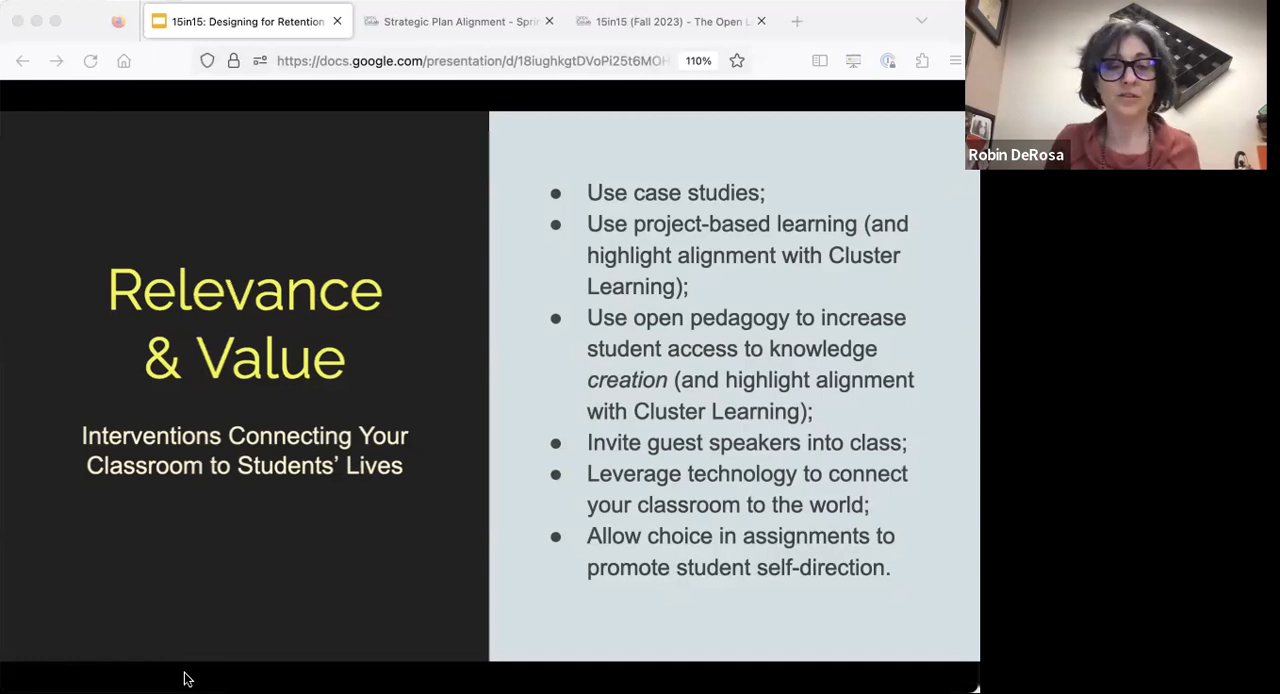 15in15: Designing for Retention
Strategic Plan Alignment - Spri
15in15 (Fall 2023) - The Open L
https://docs.google.com/presentation/d/18iughkgtDVoPi25t6MOH
110%
Robin DeRosa
Relevance
& Value
Interventions Connecting Your
Classroom to Students’ Lives
● Use case studies;
● Use project-based learning (and
highlight alignment with Cluster
Learning);
● Use open pedagogy to increase
student access to knowledge
creation (and highlight alignment
with Cluster Learning);
● Invite guest speakers into class;
● Leverage technology to connect
your classroom to the world;
● Allow choice in assignments to
promote student self-direction.